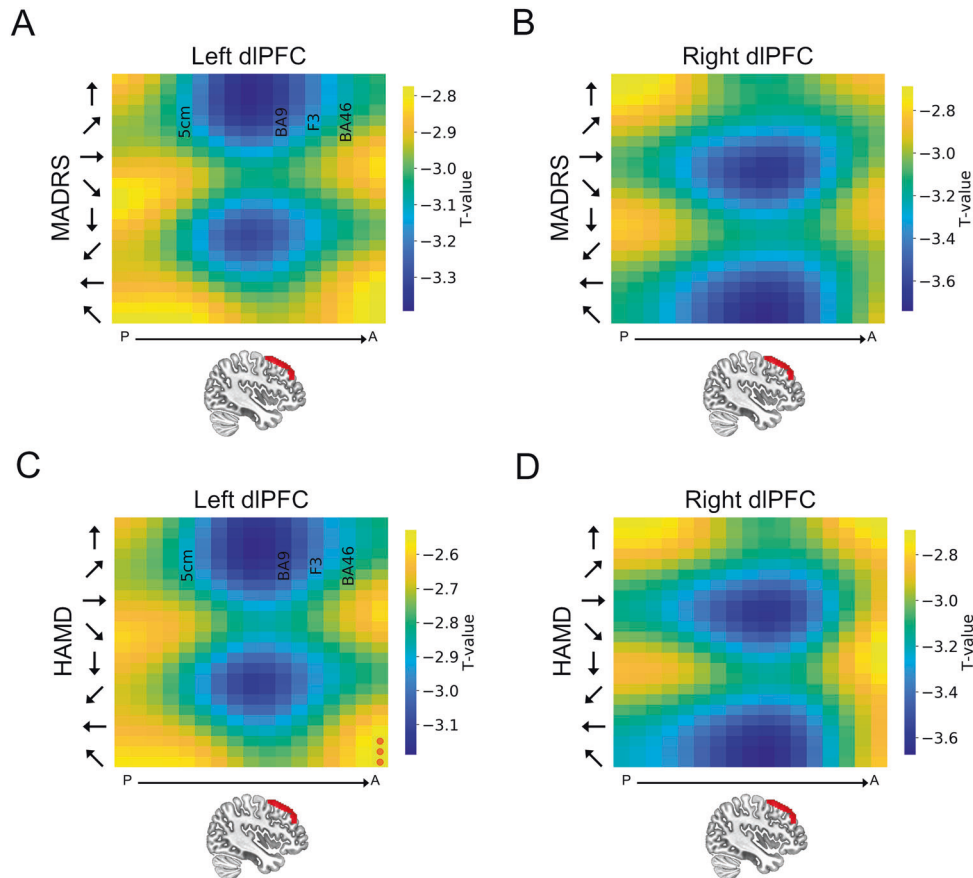 A
Left dlPFC
MADRS
5cm
BA9
F3
BA46
−2.8
−2.9
−3.0
−3.1
−3.2
−3.3
T-value
P
A
B
Right dlPFC
MADRS
−2.8
−3.0
−3.2
−3.4
−3.6
T-value
P
A
C
Left dlPFC
HAMD
5cm
BA9
F3
BA46
−2.6
−2.7
−2.8
−2.9
−3.0
−3.1
T-value
P
A
D
Right dlPFC
HAMD
−2.8
−3.0
−3.2
−3.4
−3.6
T-value
P
A